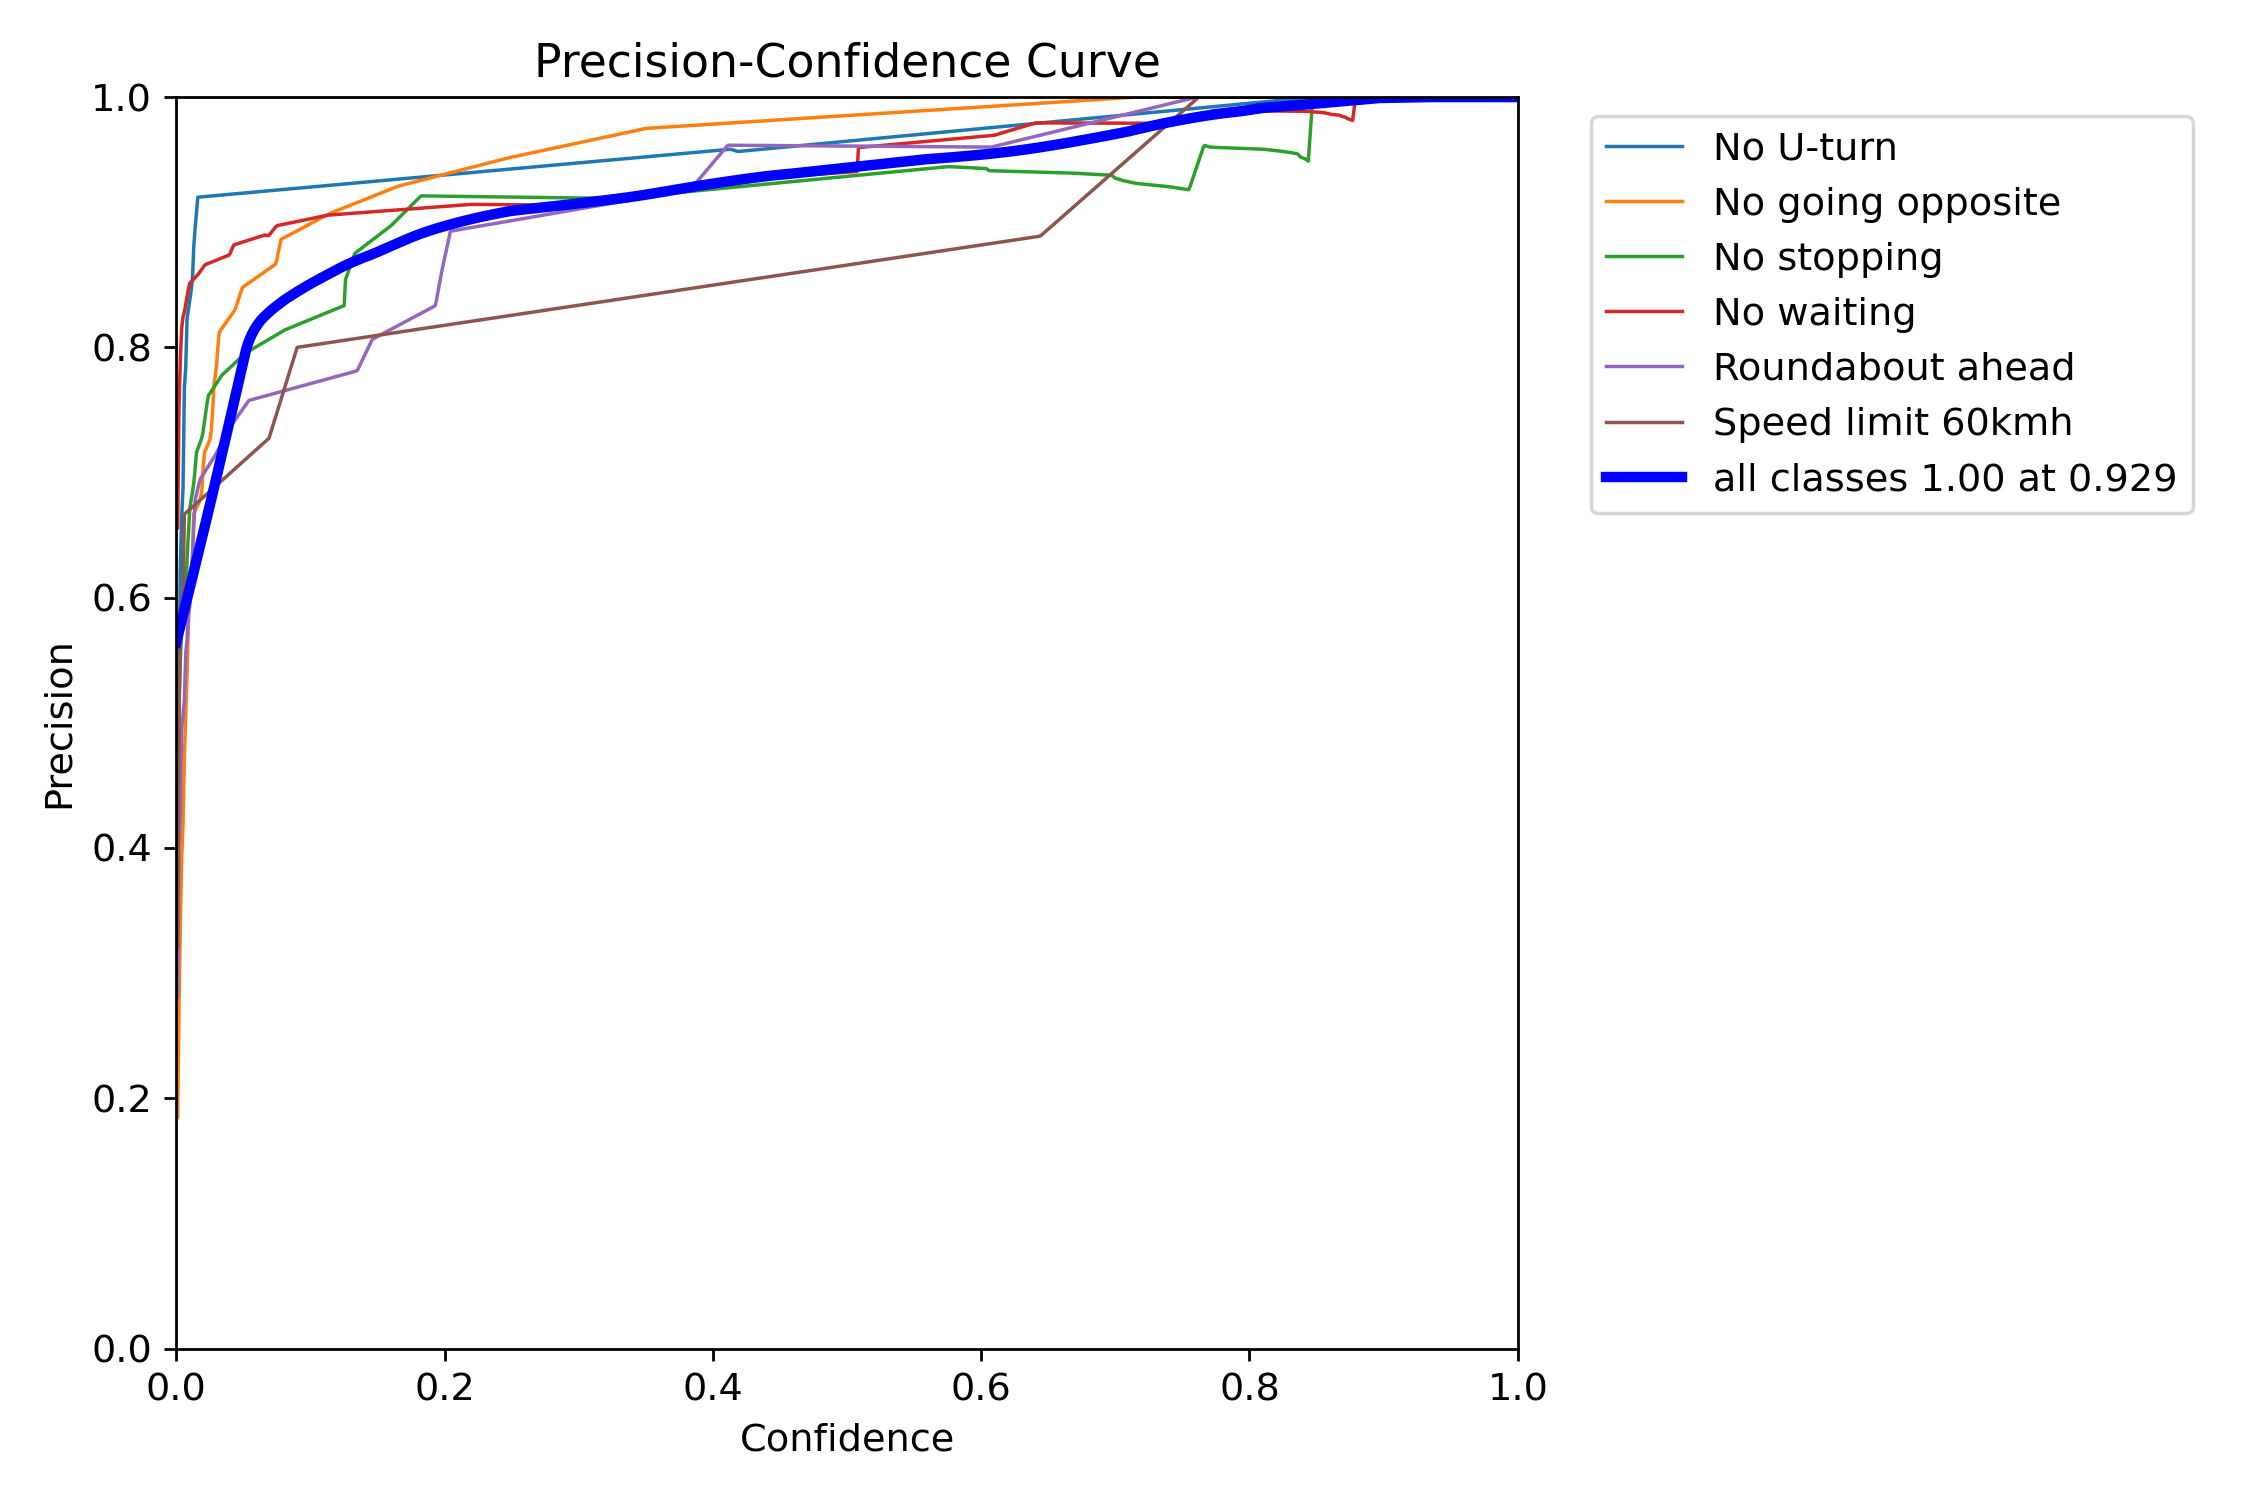 Precision-Confidence Curve
1.0
0.8
0.6
0.4
0.2
0.0
Precision
0.0 0.2 0.4 0.6 0.8 1.0
Confidence
No U-turn
No going opposite
No stopping
No waiting
Roundabout ahead
Speed limit 60kmh
all classes 1.00 at 0.929